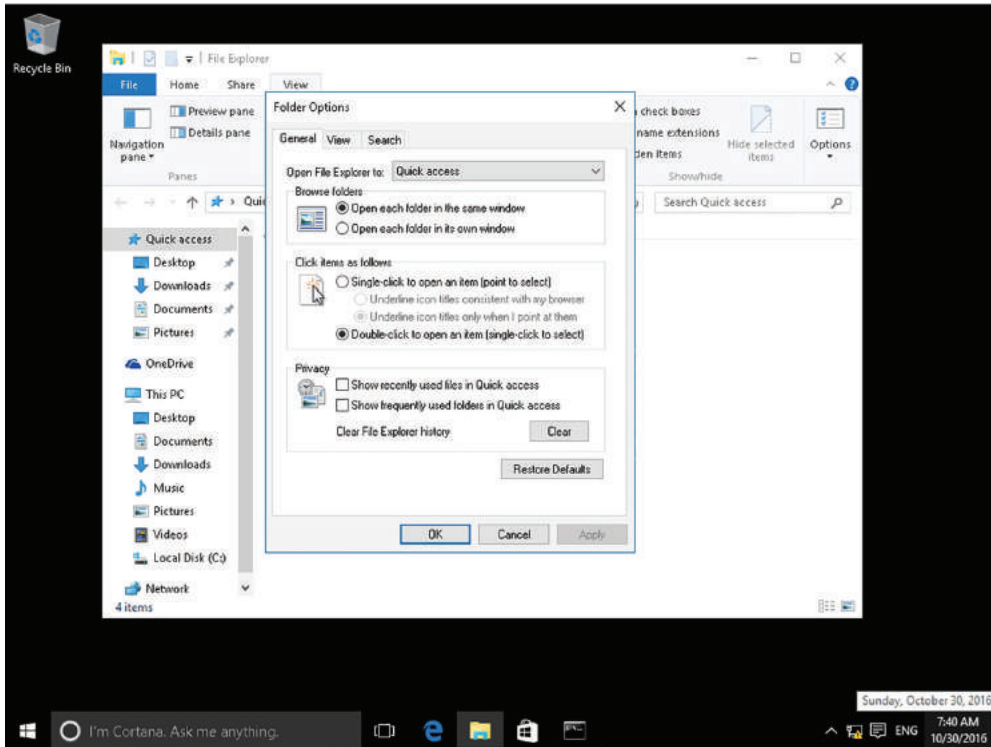 Recycle Bin
File Explorer
File Home Share View
Navigation pane
Preview pane
Details pane
Panes
check boxes
name extensions
den items
Hide selected items
Show/hide
Options
Quic
Search Quick access
Quick access
Desktop
Downloads
Documents
Pictures
OneDrive
This PC
Desktop
Documents
Downloads
Music
Pictures
Videos
Local Disk (C:)
Network
4 items
Folder Options
General View Search
Open File Explorer to: Quick access
Browse folders
Open each folder in the same window
Open each folder in its own window
Click items as follows
Single-click to open an item (point to select)
Underline icon titles consistent with my browser
Underline icon titles only when I point at them
Double-click to open an item (single-click to select)
Privacy
Show recently used files in Quick access
Show frequently used folders in Quick access
Clear File Explorer history Clear
Restore Defaults
OK Cancel Apply
Sunday, October 30, 2016
I'm Cortana. Ask me anything.
ENG
7:40 AM
10/30/2016